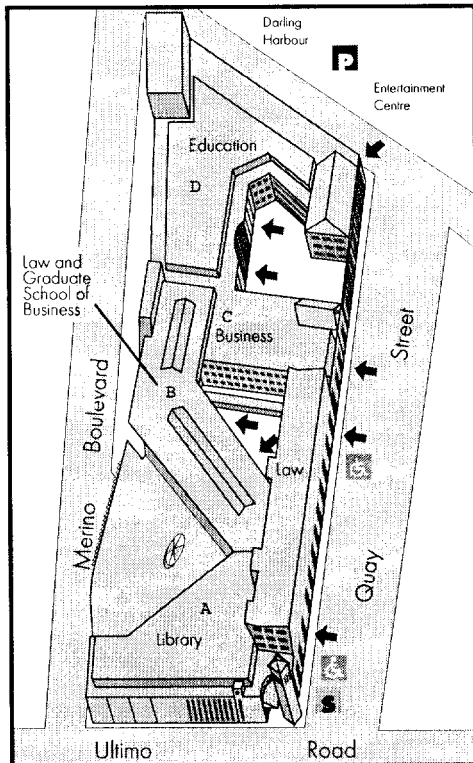 Darling
Harbour
P
Entertainment
Centre
Education
D
Law and
Graduate
School of
Business
C
Business
Street
B
Boulevard
Law
Merino
Quay
A
Library
S
Ultimo
Road